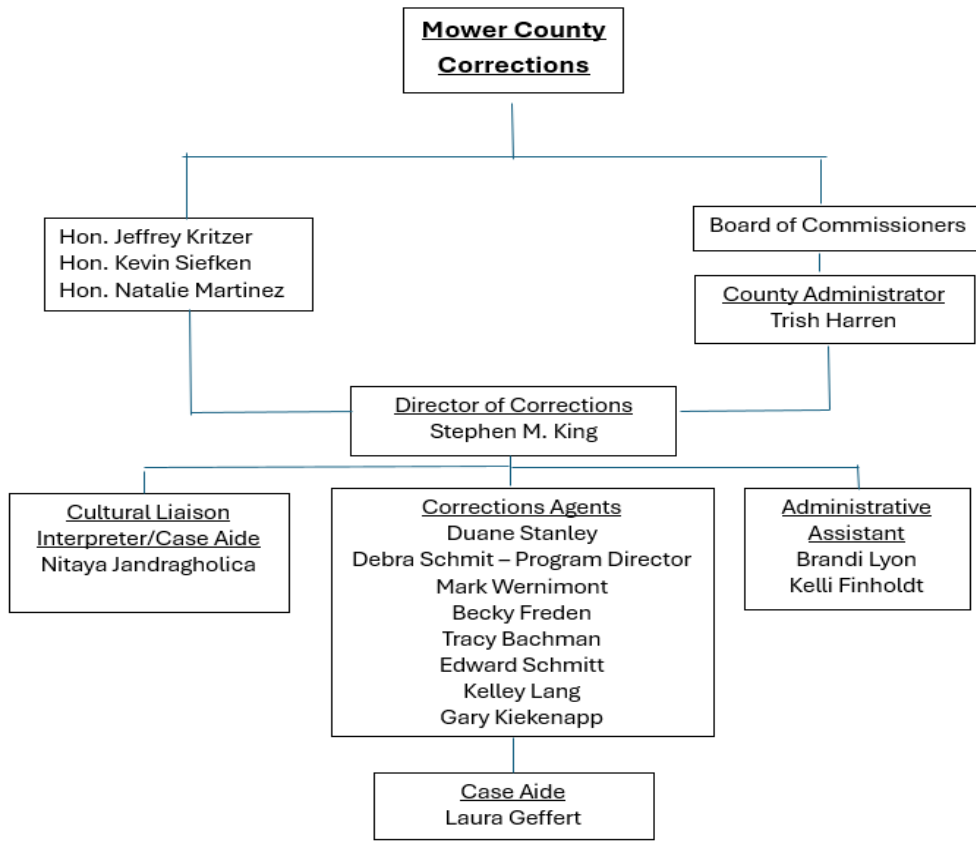 Mower County
Corrections
Hon. Jeffrey Kritzer
Hon. Kevin Siefken
Hon. Natalie Martinez
Board of Commissioners
County Administrator
Trish Harren
Director of Corrections
Stephen M. King
Cultural Liaison
Interpreter/Case Aide
Nitaya Jandragholica
Corrections Agents
Duane Stanley
Debra Schmit – Program Director
Mark Wernimont
Becky Freden
Tracy Bachman
Edward Schmitt
Kelley Lang
Gary Kiekenapp
Administrative
Assistant
Brandi Lyon
Kelli Finholdt
Case Aide
Laura Geffert